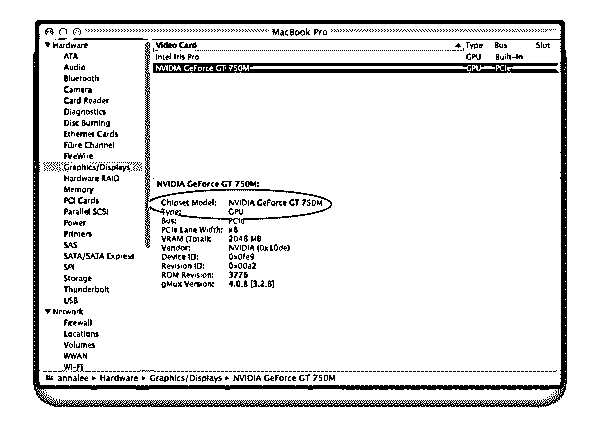 MacBook Pro
Hardware
ATA
Audio
Bluetooth
Camera
Card Reader
Diagnostics
Disc Burning
Ethernet Cards
Fibre Channel
FireWire
Graphics/Displays
Hardware RAID
Memory
PCI Cards
Parallel SCSI
Power
Printers
SAS
SATA/SATA Express
SPI
Storage
Thunderbolt
USB
Network
Firewall
Locations
Volumes
WWAN
Wi-Fi
Video Card Type Bus Slot
Intel Iris Pro GPU Built-In
NVIDIA GeForce GT 750M GPU PCIe
NVIDIA GeForce GT 750M:
Chipset Model: NVIDIA GeForce GT 750M
Type: GPU
Bus: PCIe
PCIe Lane Width: x8
VRAM (Total): 2048 MB
Vendor: NVIDIA (0x10de)
Device ID: 0x0fe9
Revision ID: 0x00a2
ROM Revision: 3776
gMux Version: 4.0.8 [3.2.8]
annalee ▸ Hardware ▸ Graphics/Displays ▸ NVIDIA GeForce GT 750M